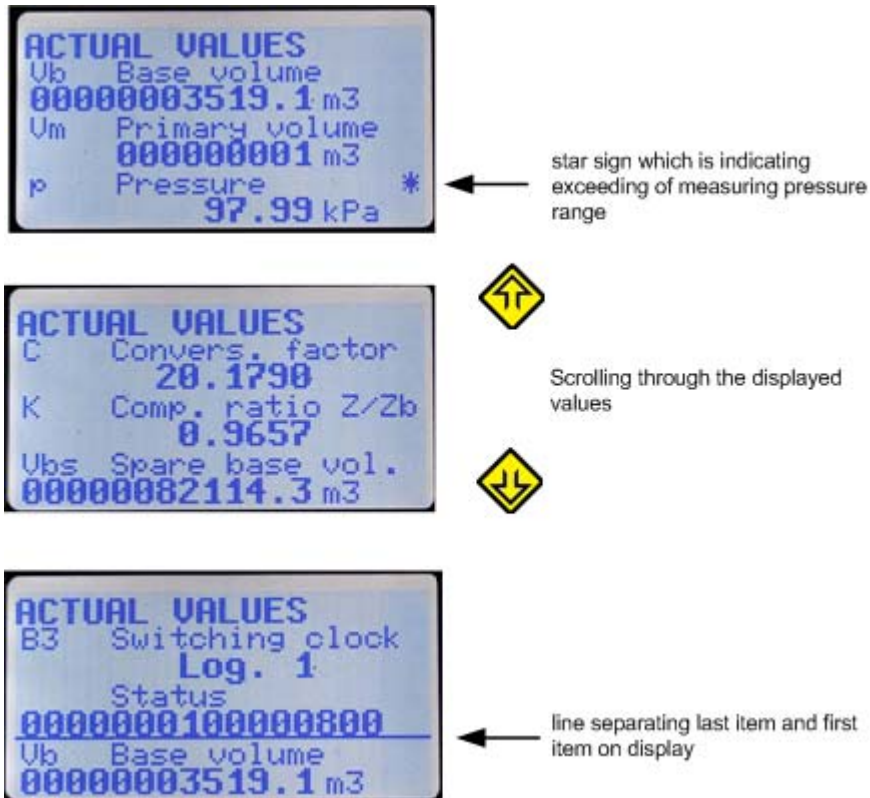 ACTUAL VALUES
Vb Base volume
00000003519.1 m3
Vm Primary volume
000000001 m3
p Pressure *
97.99 kPa
star sign which is indicating
exceeding of measuring pressure
range
ACTUAL VALUES
C Convers. factor
20.1790
K Comp. ratio Z/Zb
0.9657
Vbs Spare base vol.
00000082114.3 m3
Scrolling through the displayed
values
ACTUAL VALUES
B3 Switching clock
Log. 1
Status
0000000100000800
Vb Base volume
00000003519.1 m3
line separating last item and first
item on display